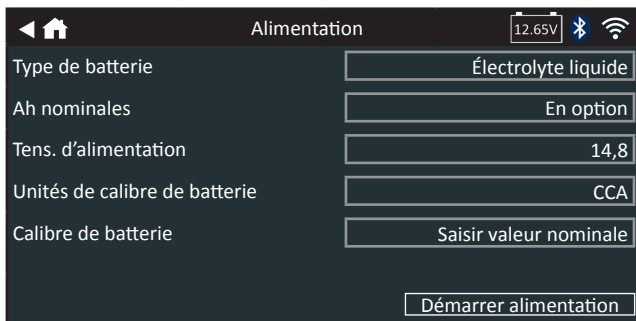 Alimentation 12.65V
Type de batterie Électrolyte liquide
Ah nominales En option
Tens. d’alimentation 14,8
Unités de calibre de batterie CCA
Calibre de batterie Saisir valeur nominale
Démarrer alimentation